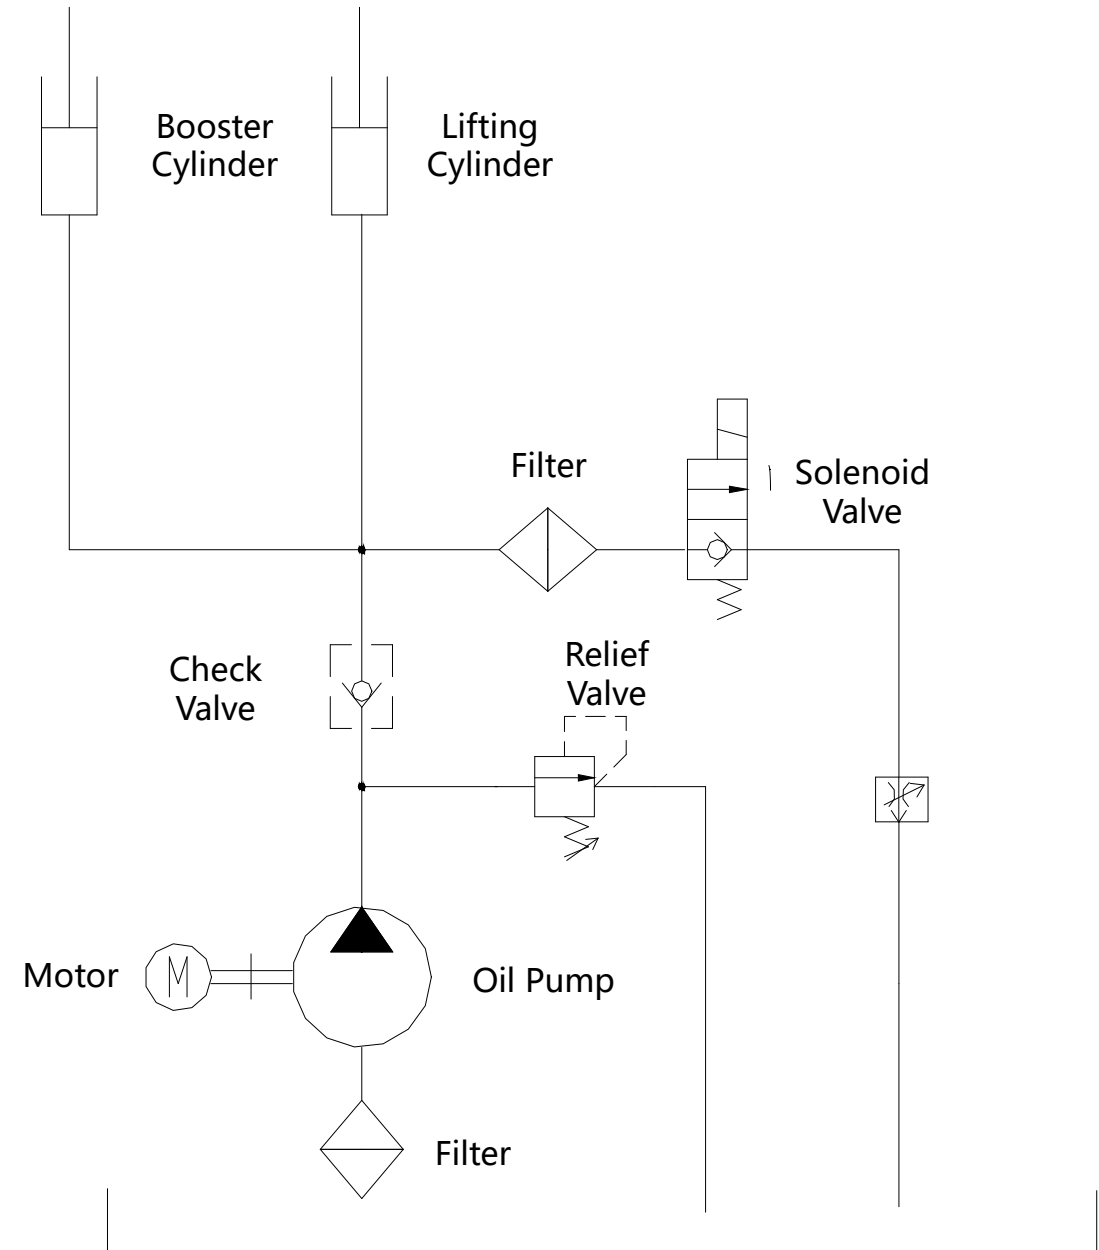 Booster
Cylinder
Lifting
Cylinder
Filter
Solenoid
Valve
Check
Valve
Relief
Valve
Motor
M
Oil Pump
Filter